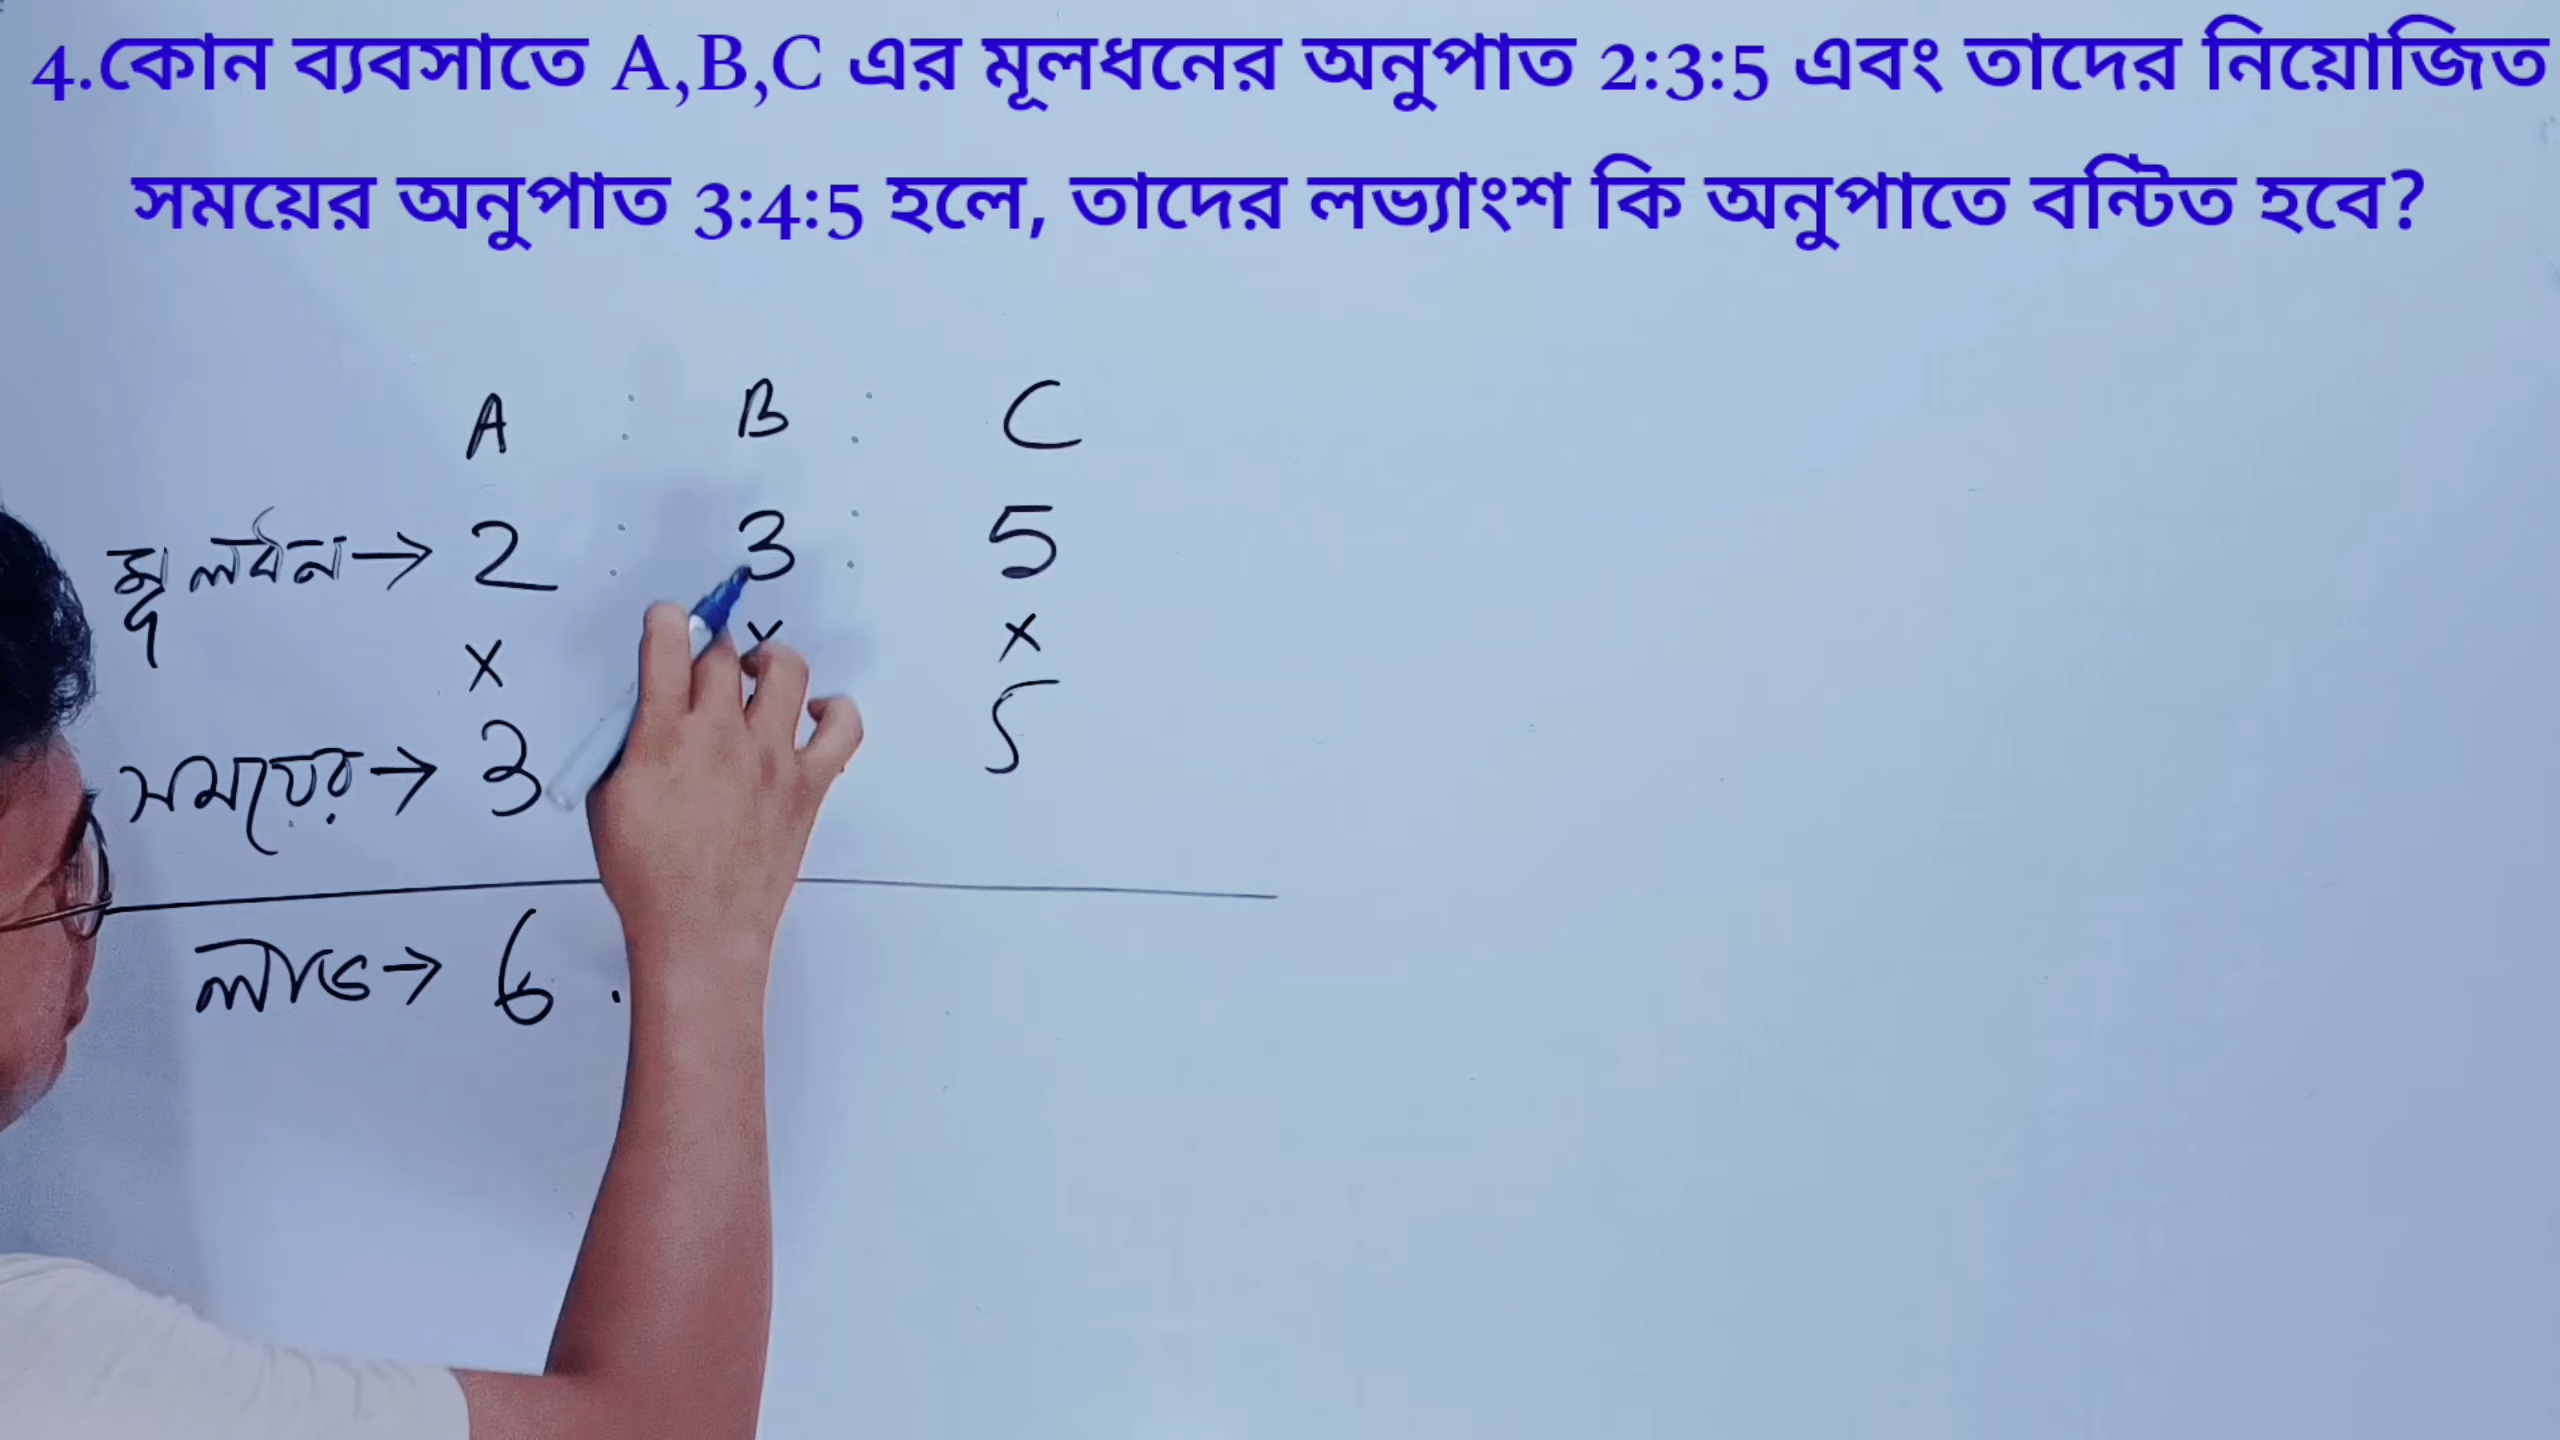 4.কোন ব্যবসাতে A,B,C এর মূলধনের অনুপাত 2:3:5 এবং তাদের নিয়োজিত
সময়ের অনুপাত 3:4:5 হলে, তাদের লভ্যাংশ কি অনুপাতে বন্টিত হবে?
A : B : C
মূলধন → 2 : 3 : 5
× × ×
সময়ের → 3 5
লাভ → 6 .